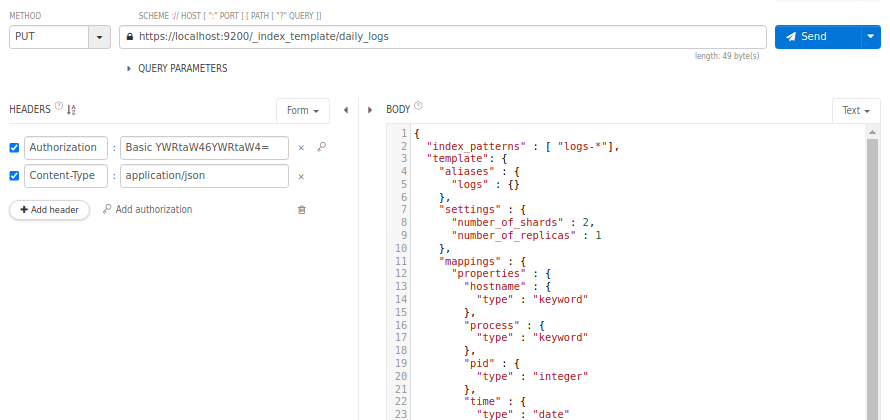 METHOD
SCHEME :// HOST [ ":" PORT ] [ PATH [ "?" QUERY ]]
PUT
https://localhost:9200/_index_template/daily_logs
Send
length: 49 byte(s)
QUERY PARAMETERS
HEADERS
Form
BODY
Text
Authorization : Basic YWRtaW46YWRtaW4=
Content-Type : application/json
+ Add header
Add authorization
1 {
2 "index_patterns" : [ "logs-*"],
3 "template": {
4 "aliases" : {
5 "logs" : {}
6 },
7 "settings" : {
8 "number_of_shards" : 2,
9 "number_of_replicas" : 1
10 },
11 "mappings" : {
12 "properties" : {
13 "hostname" : {
14 "type" : "keyword"
15 },
16 "process" : {
17 "type" : "keyword"
18 },
19 "pid" : {
20 "type" : "integer"
21 },
22 "time" : {
23 "type" : "date"